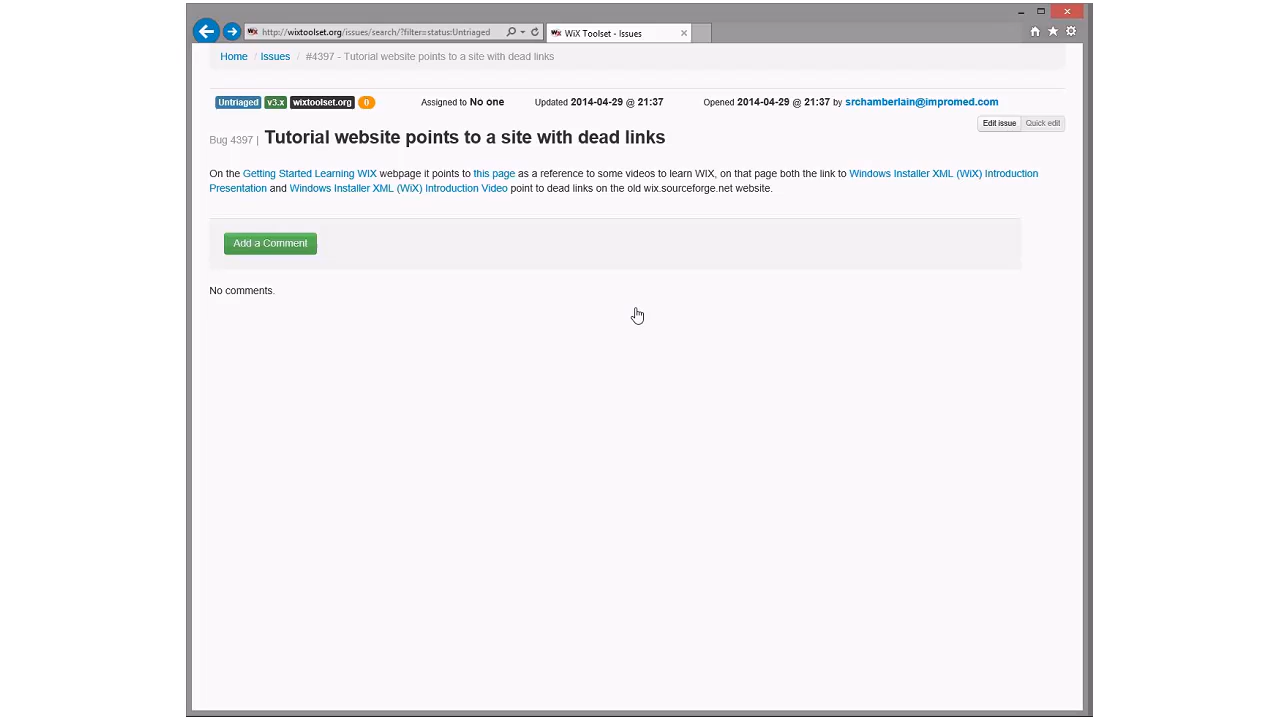 http://wixtoolset.org/issues/search/?filter=status:Untriaged
WiX Toolset - Issues
Home / Issues / #4397 - Tutorial website points to a site with dead links
Untriaged v3.x wixtoolset.org 0 Assigned to No one Updated 2014-04-29 @ 21:37 Opened 2014-04-29 @ 21:37 by srchamberlain@impromed.com
Edit issue Quick edit
Bug 4397 | Tutorial website points to a site with dead links
On the Getting Started Learning WIX webpage it points to this page as a reference to some videos to learn WIX, on that page both the link to Windows Installer XML (WiX) Introduction
Presentation and Windows Installer XML (WiX) Introduction Video point to dead links on the old wix.sourceforge.net website.
Add a Comment
No comments.